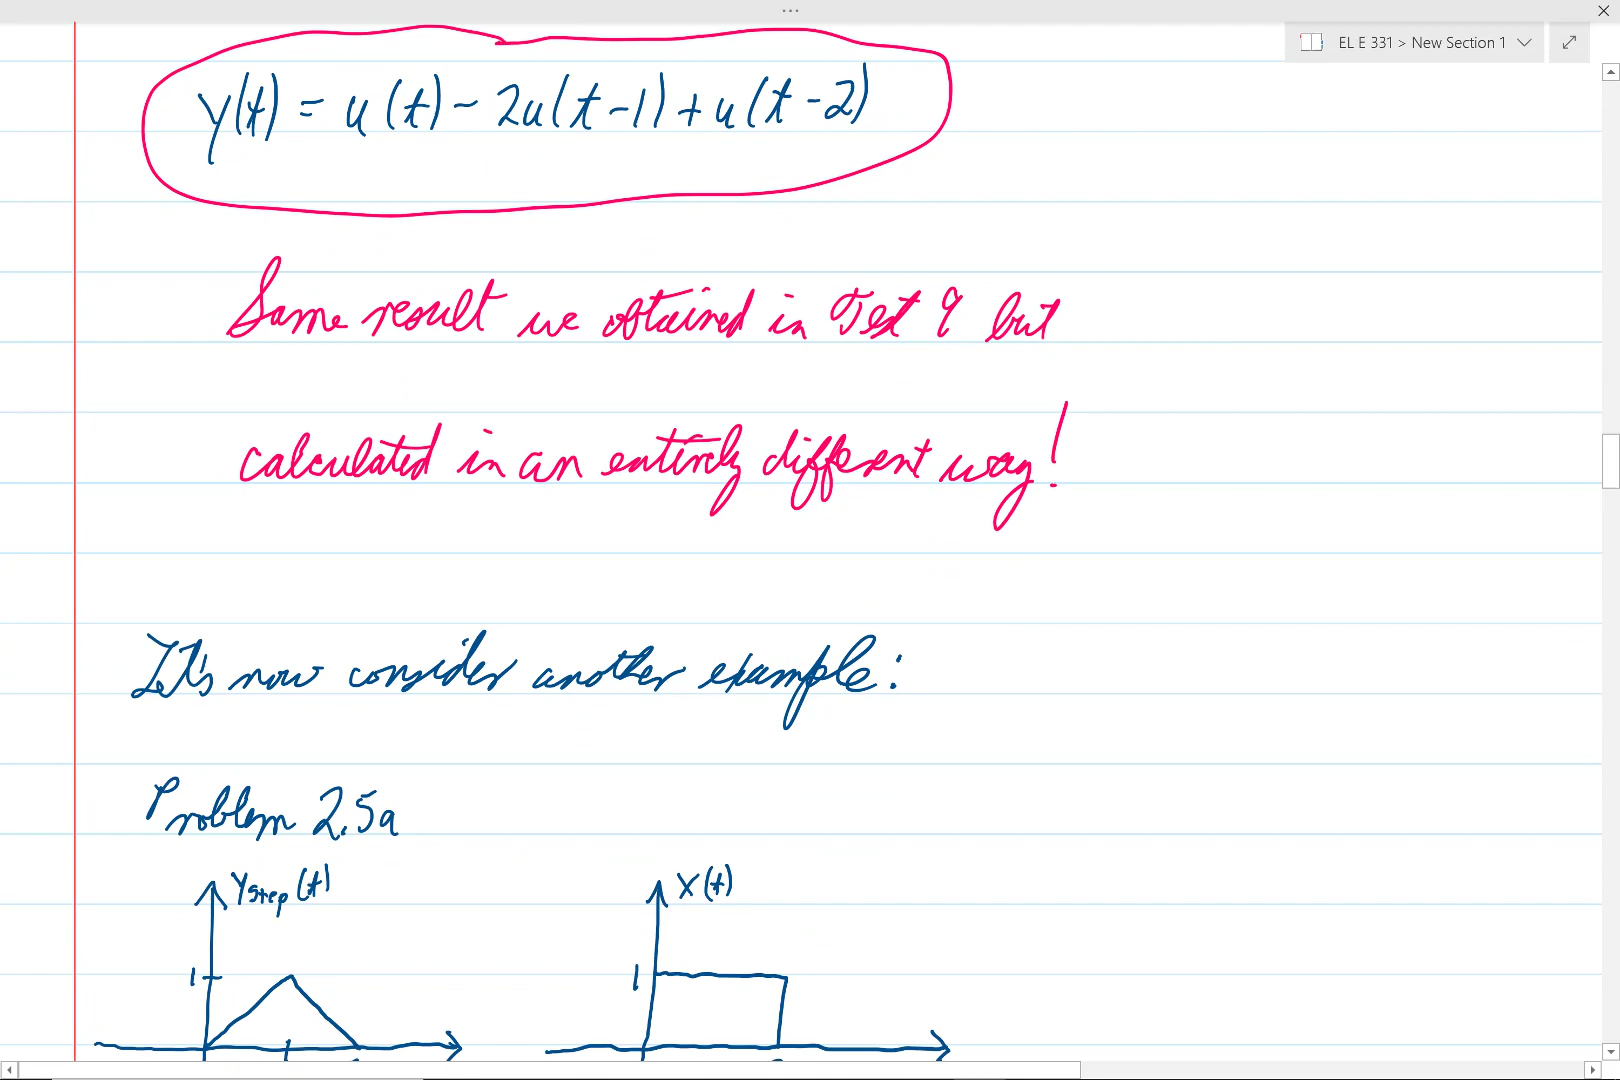 EL E 331 > New Section 1
y(t) = u(t) - 2u(t-1) + u(t-2)
Same result we obtained in Test 9 but
calculated in an entirely different way!
Let's now consider another example:
Problem 2.5a
Ystep(t)
X(t)
1
1